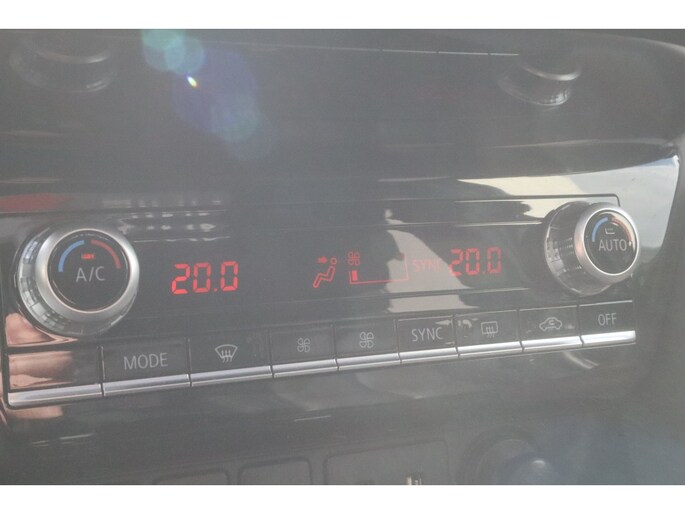 A/C
20.0
SYNC
20.0
AUTO
MODE
SYNC
OFF